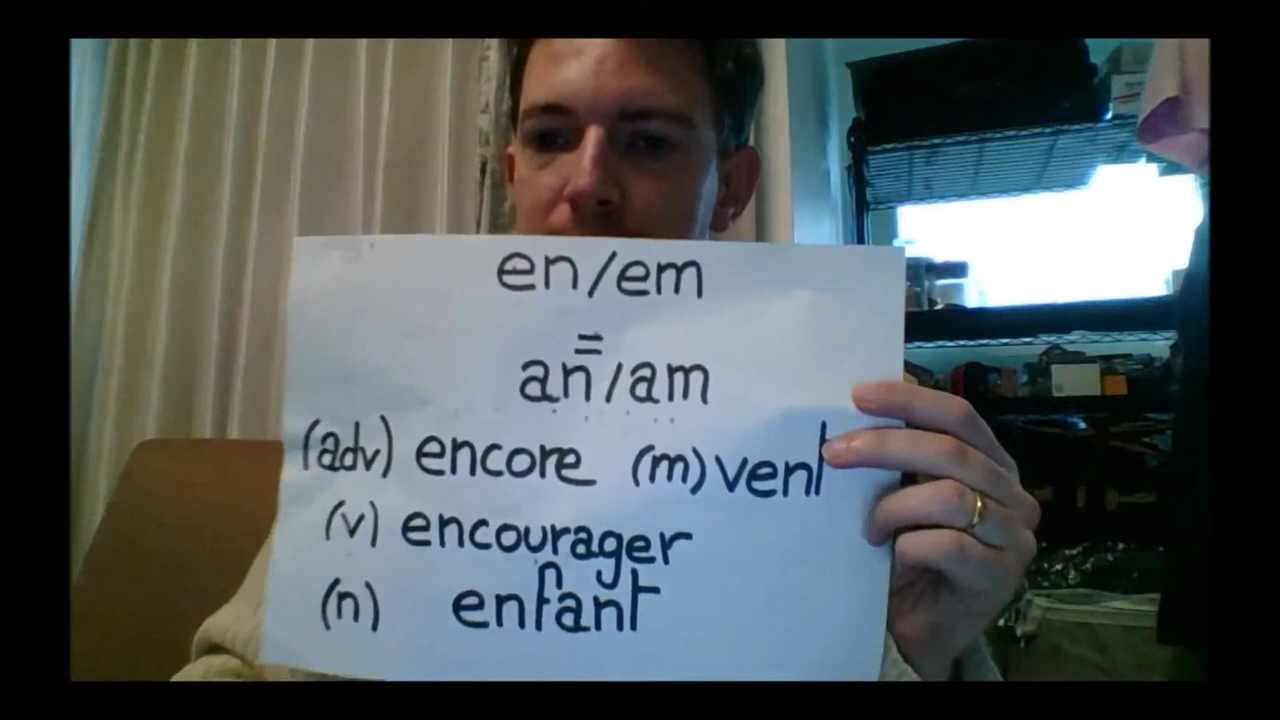 en/em
=
an/am
(adv) encore (m) vent
(v) encourager
(n) enfant